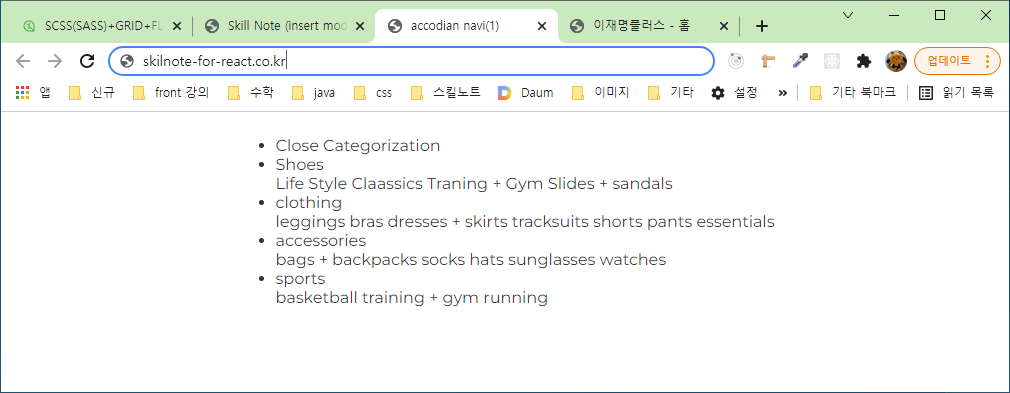 SCSS(SASS)+GRID+FL
Skill Note (insert mod
accodian navi(1)
이재명플러스 - 홈
skilnote-for-react.co.kr
업데이트
앱
신규
front 강의
수학
java
css
스킬노트
Daum
이미지
기타
설정
»
기타 북마크
읽기 목록
Close Categorization
Shoes
Life Style Claassics Traning + Gym Slides + sandals
clothing
leggings bras dresses + skirts tracksuits shorts pants essentials
accessories
bags + backpacks socks hats sunglasses watches
sports
basketball training + gym running